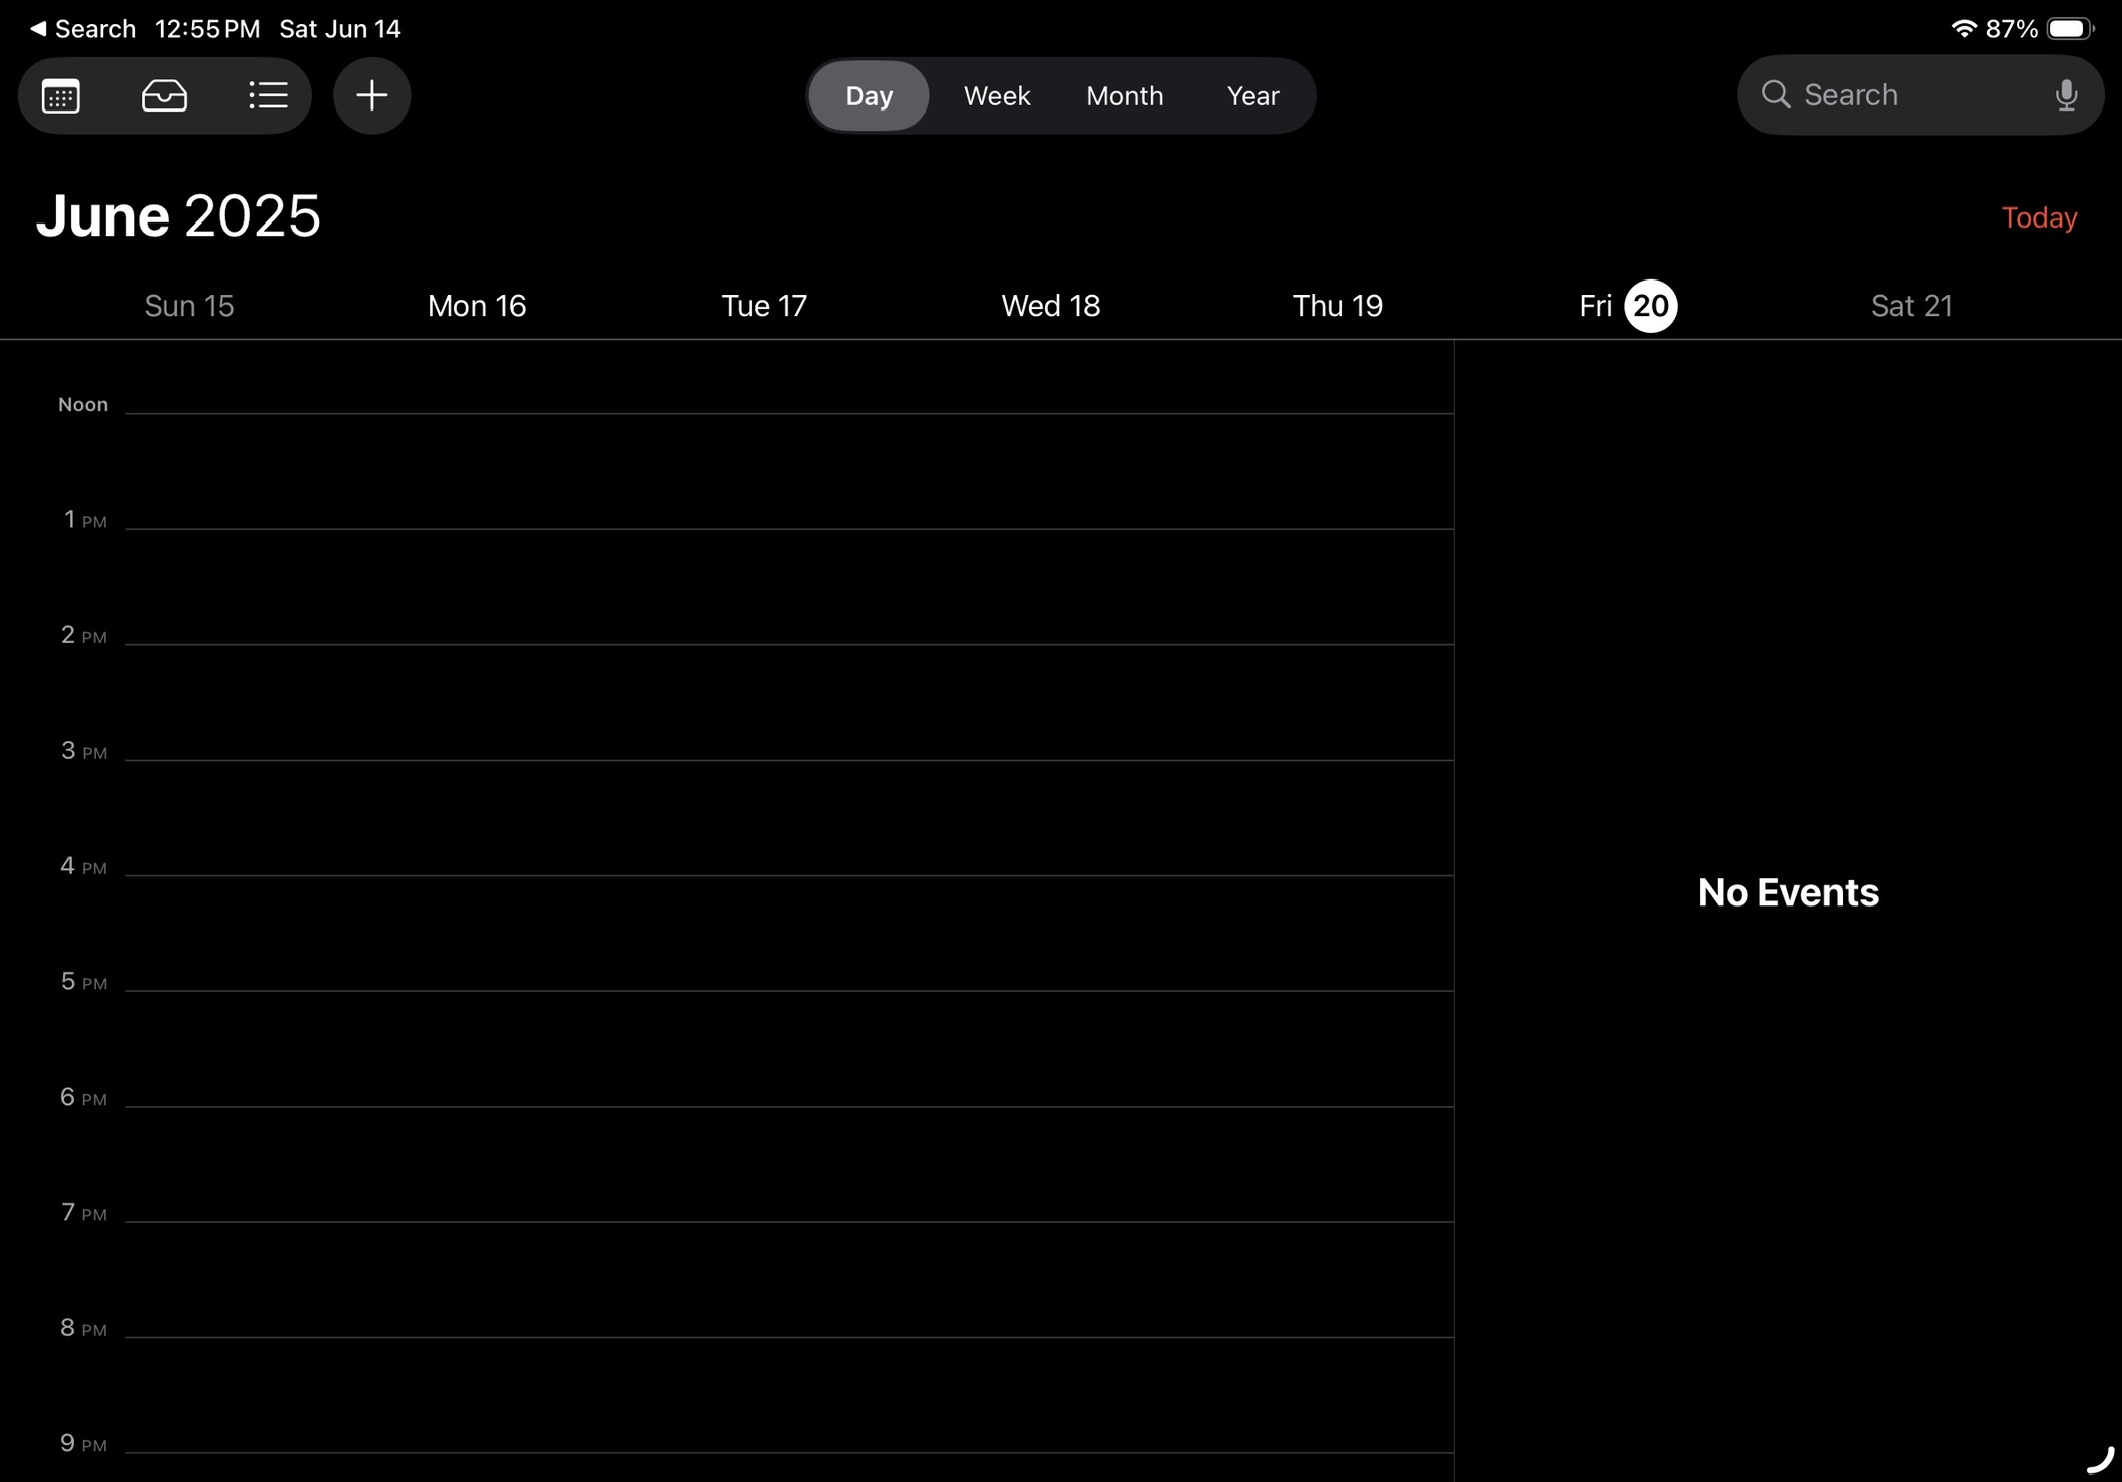 Search 12:55 PM Sat Jun 14 87%
Day Week Month Year Search
June 2025 Today
Sun 15 Mon 16 Tue 17 Wed 18 Thu 19 Fri 20 Sat 21
Noon
1 PM
2 PM
3 PM
4 PM
No Events
5 PM
6 PM
7 PM
8 PM
9 PM